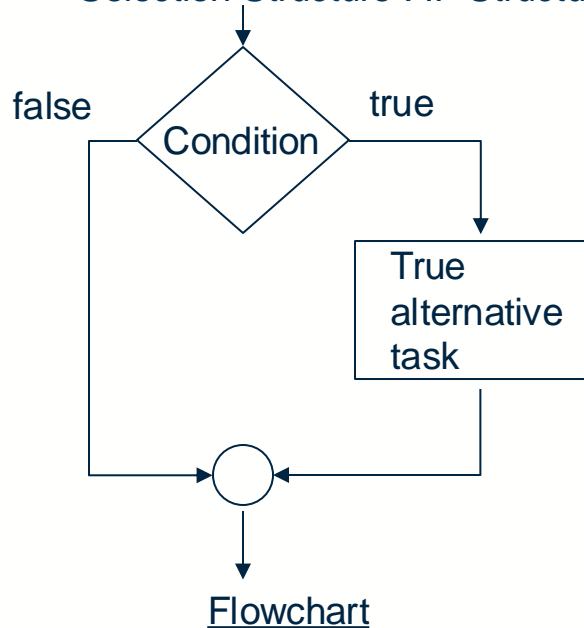 false
true
Condition
True
alternative
task
Flowchart